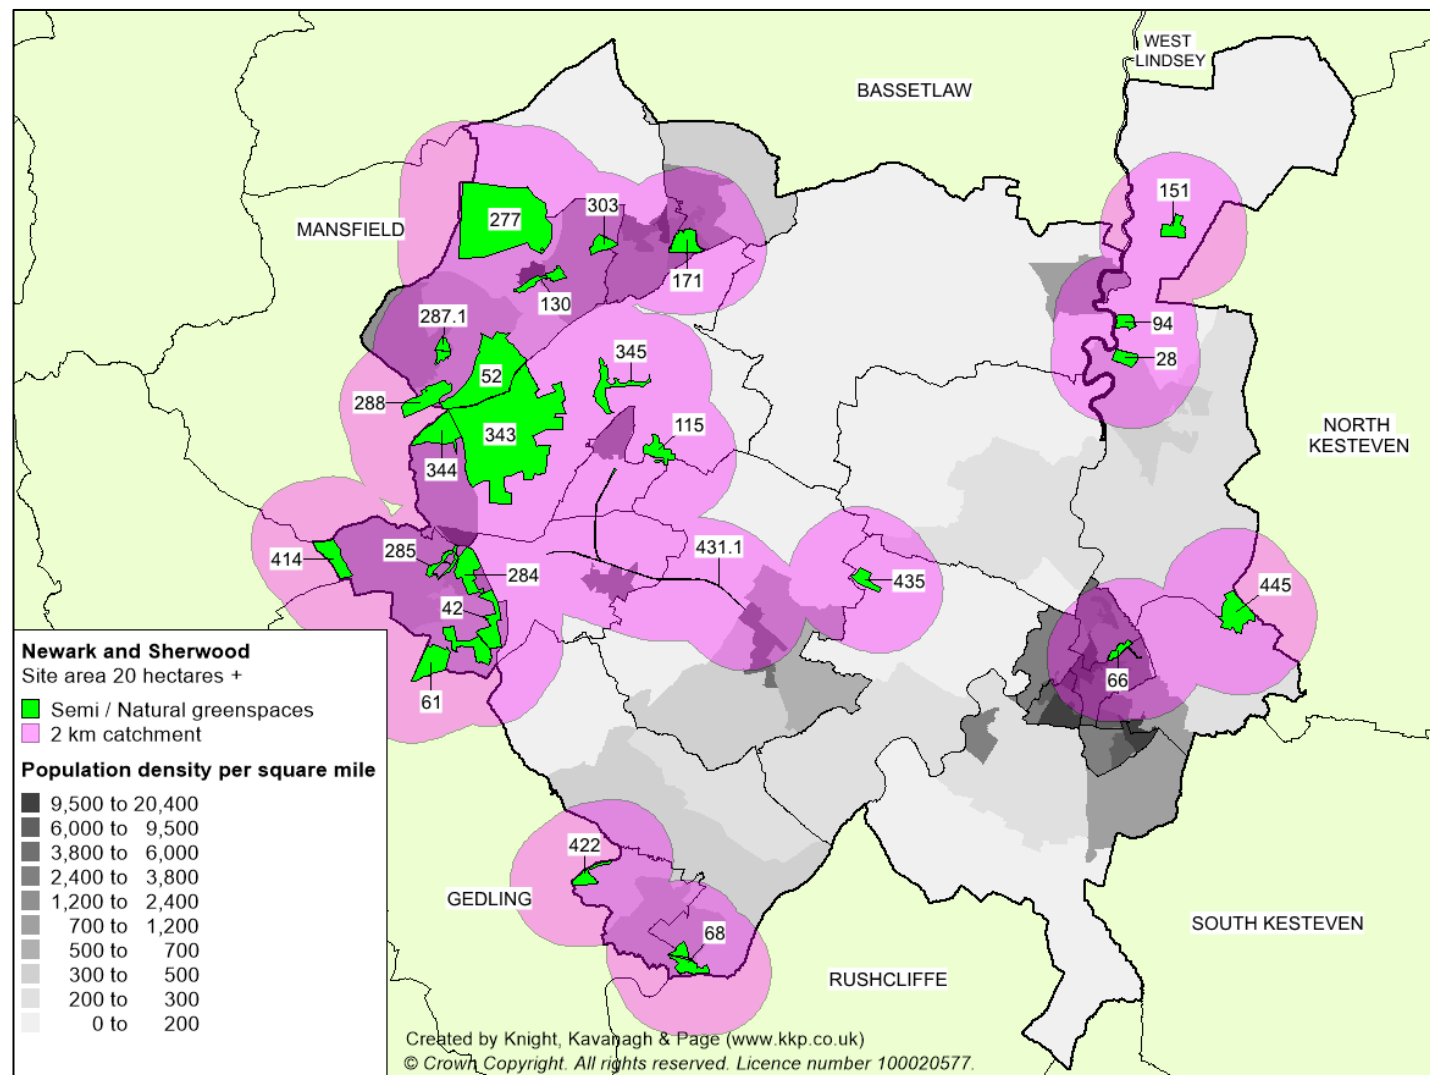 WEST
LINDSEY
BASSETLAW
151
MANSFIELD
277
303
171
130
287.1
94
28
345
52
288
343
115
344
NORTH
KESTEVEN
414
285
284
431.1
435
445
42
66
61
Newark and Sherwood
Site area 20 hectares +
Semi / Natural greenspaces
2 km catchment
Population density per square mile
9,500 to 20,400
6,000 to 9,500
3,800 to 6,000
2,400 to 3,800
1,200 to 2,400
700 to 1,200
500 to 700
300 to 500
200 to 300
0 to 200
422
GEDLING
68
SOUTH KESTEVEN
RUSHCLIFFE
Created by Knight, Kavanagh & Page (www.kkp.co.uk)
© Crown Copyright. All rights reserved. Licence number 100020577.